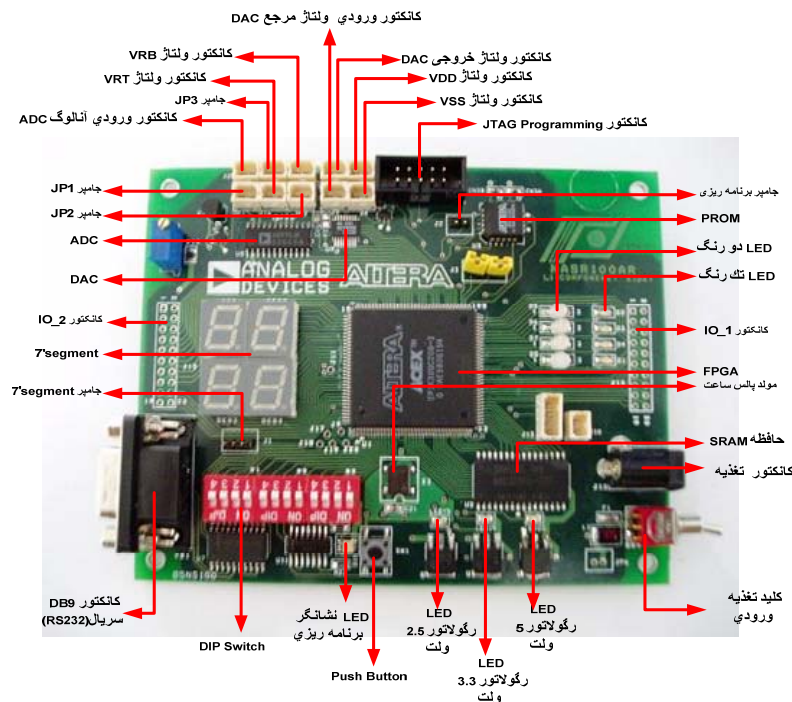 کانکتور ورودي ولتاژ مرجع DAC
کانکتور ولتاژ VRB
کانکتور ولتاژ خروجی DAC
کانکتور ولتاژ VRT
کانکتور ولتاژ VDD
جامپر JP3
کانکتور ولتاژ VSS
کانکتور ورودي آنالوگ ADC
کانکتور JTAG Programming
جامپر JP1
جامپر برنامه ریزی
جامپر JP2
PROM
ADC
LED دو رنگ
DAC
LED تك رنگ
ANALOG
DEVICES
ALTERA
کانکتور IO_2
کانکتور IO_1
7'segment
FPGA
ALTERA
ACEX
مولد پالس ساعت
جامپر 7'segment
حافظه SRAM
کانکتور تغذیه
کانکتور DB9
سریال(RS232)
DIP Switch
LED نشانگر
برنامه ریزي
Push Button
LED
رگولاتور 2.5
ولت
LED
رگولاتور 3.3
ولت
LED
رگولاتور 5
ولت
کلید تغذیه
ورودي